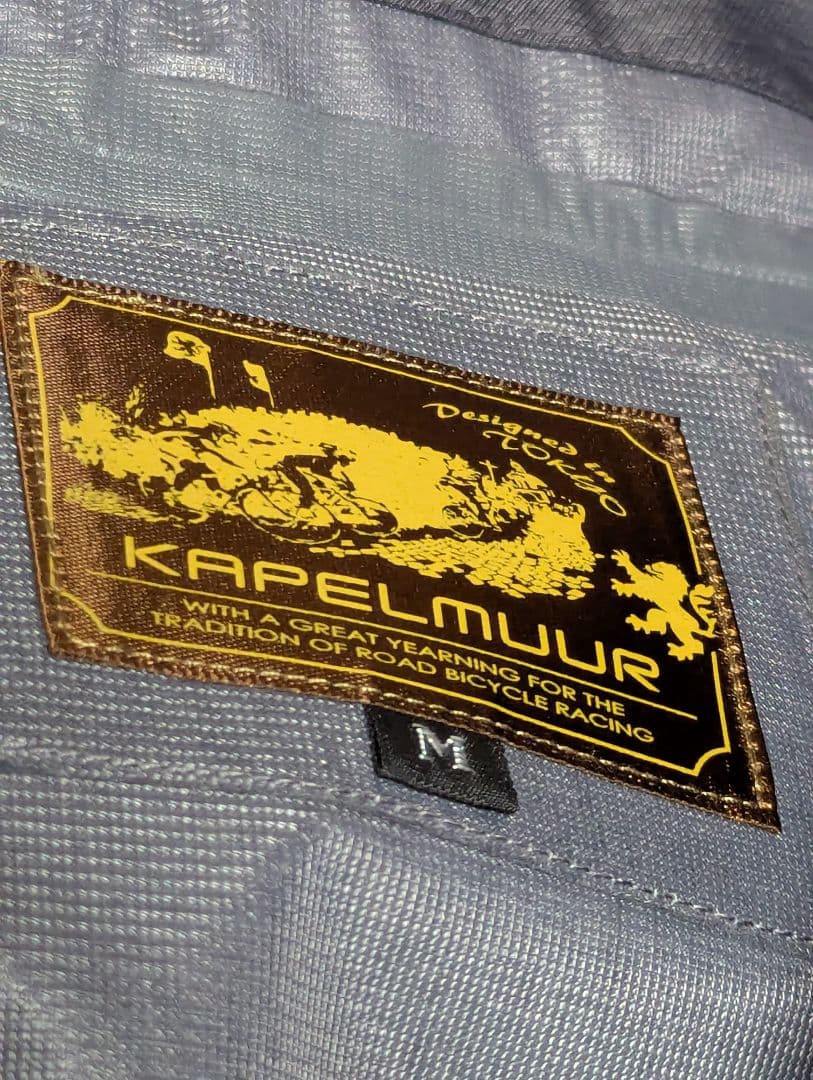 Designed in
TOKYO
KAPELMUUR
WITH A GREAT YEARNING FOR THE
TRADITION OF ROAD BICYCLE RACING
M